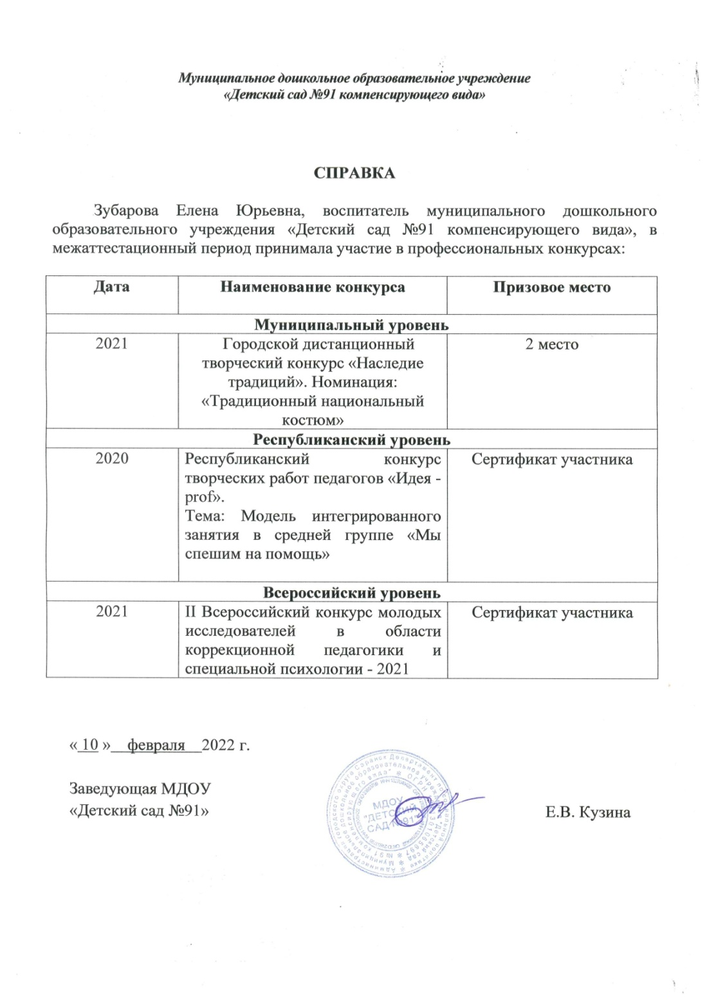 Муниципальное дошкольное образовательное учреждение
«Детский сад №91 компенсирующего вида»
СПРАВКА
Зубарова Елена Юрьевна, воспитатель муниципального дошкольного
образовательного учреждения «Детский сад №91 компенсирующего вида», в
межаттестационный период принимала участие в профессиональных конкурсах:
Дата Наименование конкурса Призовое место
Муниципальный уровень
2021 Городской дистанционный 2 место
творческий конкурс «Наследие
традиций». Номинация:
«Традиционный национальный
костюм»
Республиканский уровень
2020 Республиканский конкурс Сертификат участника
творческих работ педагогов «Идея -
prof».
Тема: Модель интегрированного
занятия в средней группе «Мы
спешим на помощь»
Всероссийский уровень
2021 II Всероссийский конкурс молодых Сертификат участника
исследователей в области
коррекционной педагогики и
специальной психологии - 2021
« 10 » февраля 2022 г.
Заведующая МДОУ
«Детский сад №91»
Е.В. Кузина
МДОУ
"ДЕТСКИЙ
САД №91"